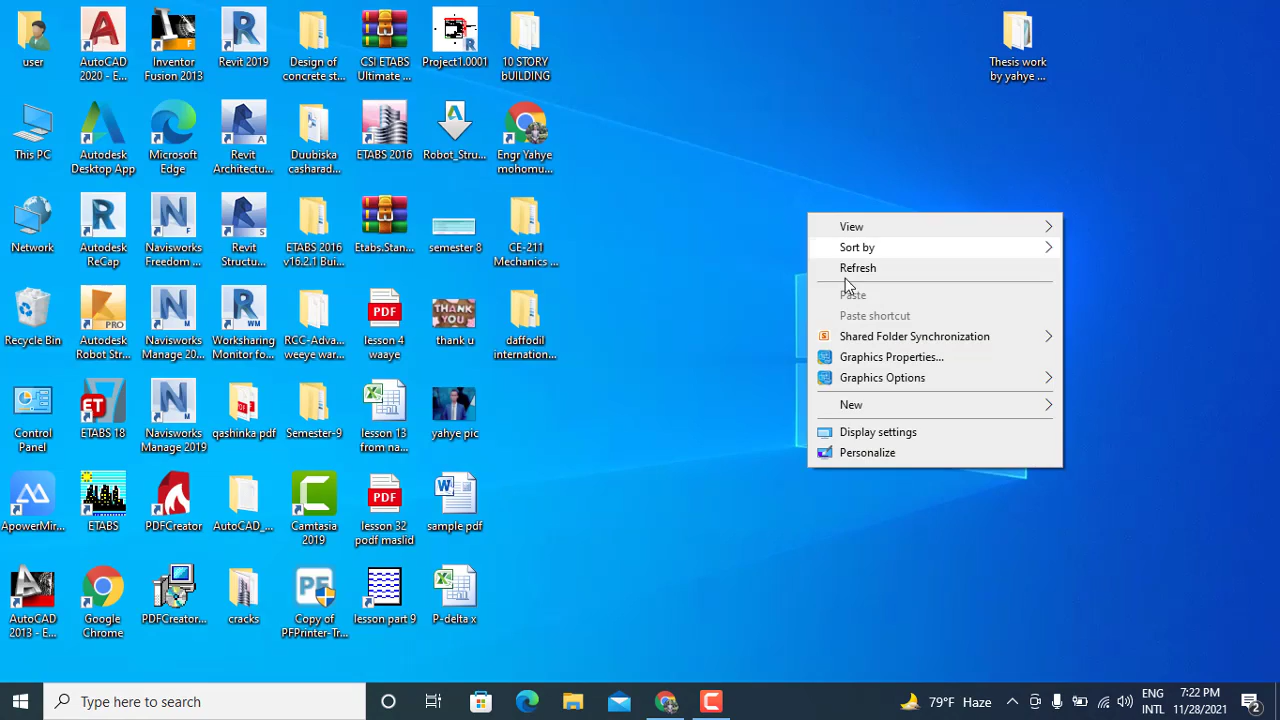 user
AutoCAD
2020 - E...
Inventor
Fusion 2013
Revit 2019
Design of
concrete st...
CSI ETABS
Ultimate ...
Project1.0001
10 STORY
bUILDING
Thesis work
by yahye ...
This PC
Autodesk
Desktop App
Microsoft
Edge
Revit
Architectu...
Duubiska
casharad...
ETABS 2016
Robot_Stru...
Engr Yahye
mohomu...
Network
Autodesk
ReCap
Navisworks
Freedom ...
Revit
Structu...
ETABS 2016
v16.2.1 Bui...
Etabs.Stan...
semester 8
CE-211
Mechanics ...
Recycle Bin
Autodesk
Robot Str...
Navisworks
Manage 20...
Worksharing
Monitor fo...
RCC-Adva...
weeye war...
lesson 4
waaye
thank u
daffodil
internation...
Control
Panel
ETABS 18
Navisworks
Manage 2019
qashinka pdf
Semester-9
lesson 13
from na...
yahye pic
ApowerMir...
ETABS
PDFCreator
AutoCAD_...
Camtasia
2019
lesson 32
podf maslid
sample pdf
AutoCAD
2013 - E...
Google
Chrome
PDFCreator...
cracks
Copy of
PFPrinter-Tr...
lesson part 9
P-delta x
View
Sort by
Refresh
Paste
Paste shortcut
Shared Folder Synchronization
Graphics Properties...
Graphics Options
New
Display settings
Personalize
Type here to search
79°F Haze
ENG
INTL
7:22 PM
11/28/2021
2